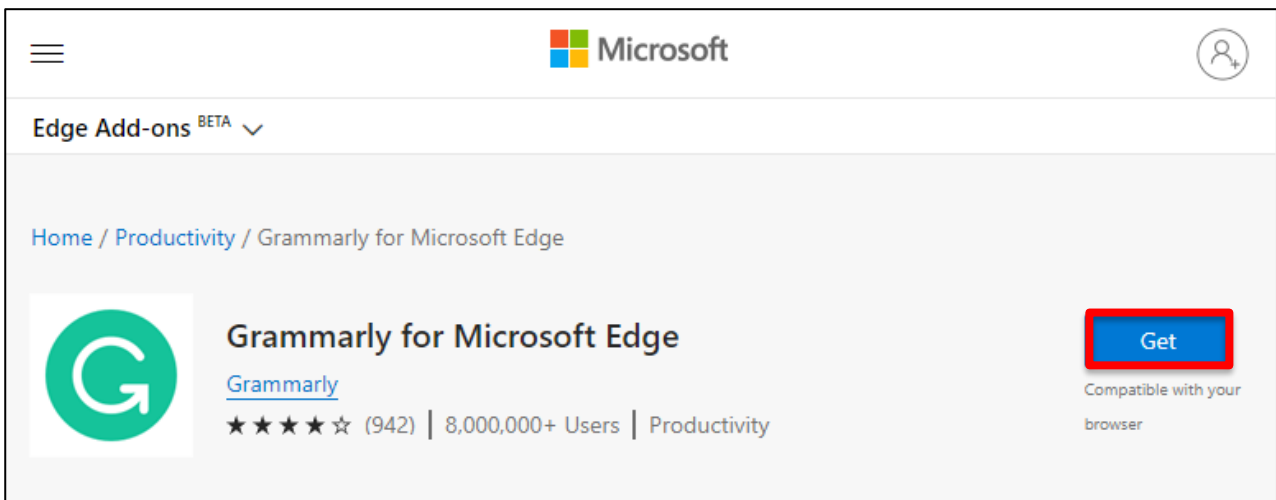 Microsoft
Edge Add-ons BETA
Home / Productivity / Grammarly for Microsoft Edge
Grammarly for Microsoft Edge
Get
Grammarly
Compatible with your
browser
★★★★☆ (942) | 8,000,000+ Users | Productivity